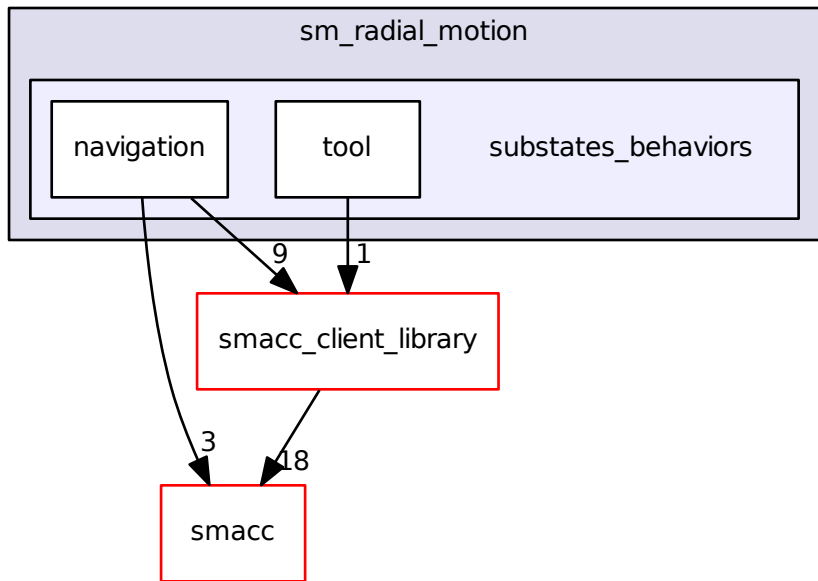 sm_radial_motion
navigation
tool
substates_behaviors
9
1
smacc_client_library
3
18
smacc